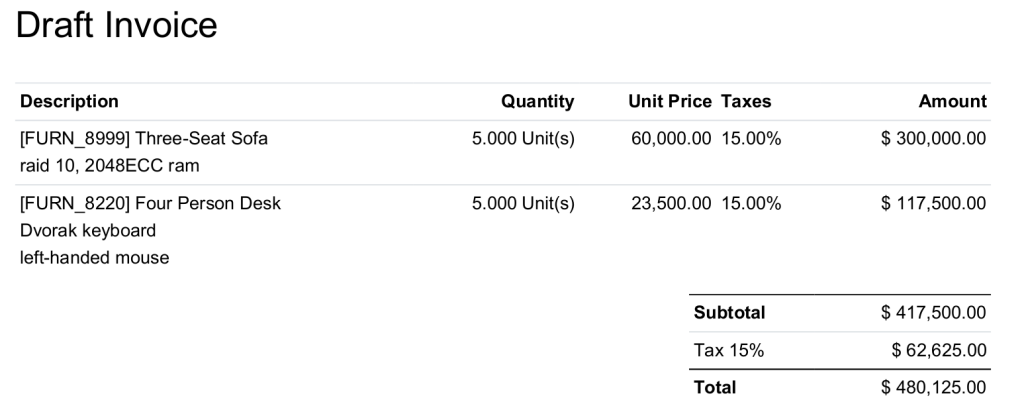 Draft Invoice
Description Quantity Unit Price Taxes Amount
[FURN_8999] Three-Seat Sofa 5.000 Unit(s) 60,000.00 15.00% $ 300,000.00
raid 10, 2048ECC ram
[FURN_8220] Four Person Desk 5.000 Unit(s) 23,500.00 15.00% $ 117,500.00
Dvorak keyboard
left-handed mouse
Subtotal $ 417,500.00
Tax 15% $ 62,625.00
Total $ 480,125.00